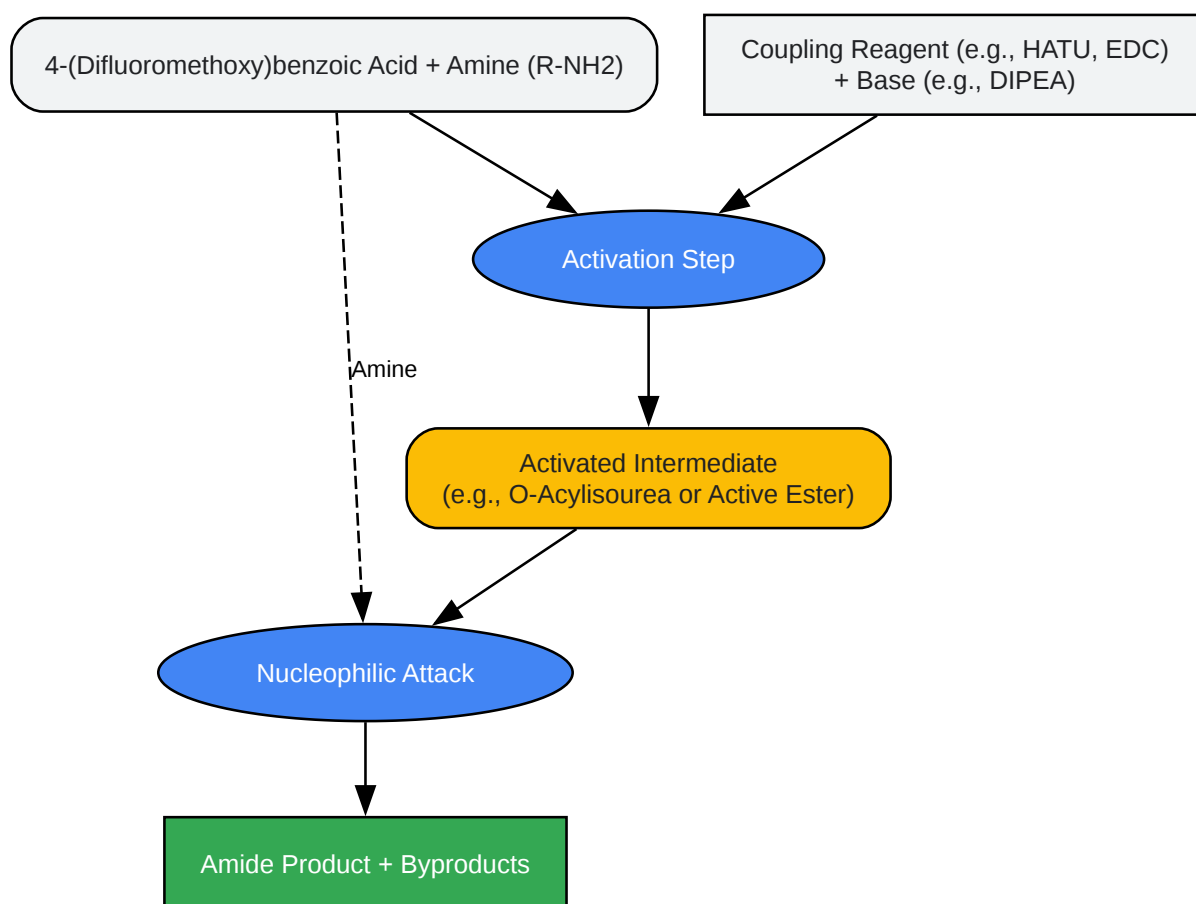 4-(Difluoromethoxy)benzoic Acid + Amine (R-NH2)
Coupling Reagent (e.g., HATU, EDC)
+ Base (e.g., DIPEA)
Activation Step
Amine
Activated Intermediate
(e.g., O-Acylisourea or Active Ester)
Nucleophilic Attack
Amide Product + Byproducts